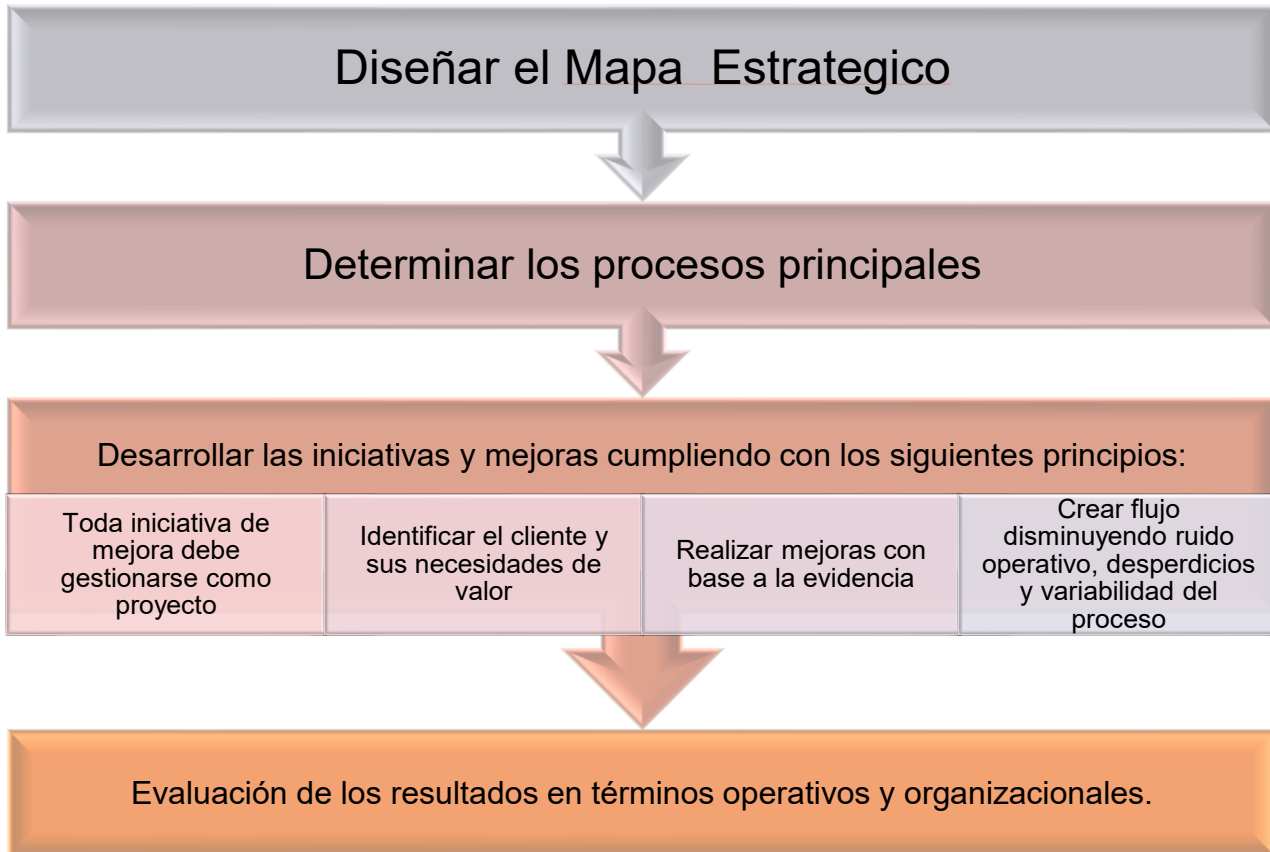 Diseñar el Mapa  Estrategico
Determinar los procesos principales
Desarrollar las iniciativas y mejoras cumpliendo con los siguientes principios:
Toda iniciativa de
mejora debe
gestionarse como
proyecto
Identificar el cliente y
sus necesidades de
valor
Realizar mejoras con
base a la evidencia
Crear flujo
disminuyendo ruido
operativo, desperdicios
y variabilidad del
proceso
Evaluación de los resultados en términos operativos y organizacionales.